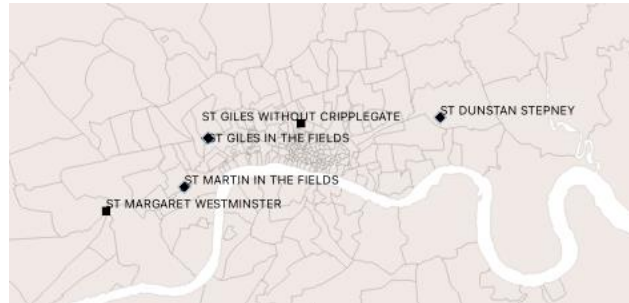 ST GILES WITHOUT CRIPPLEGATE
ST DUNSTAN STEPNEY
ST GILES IN THE FIELDS
ST MARTIN IN THE FIELDS
ST MARGARET WESTMINSTER